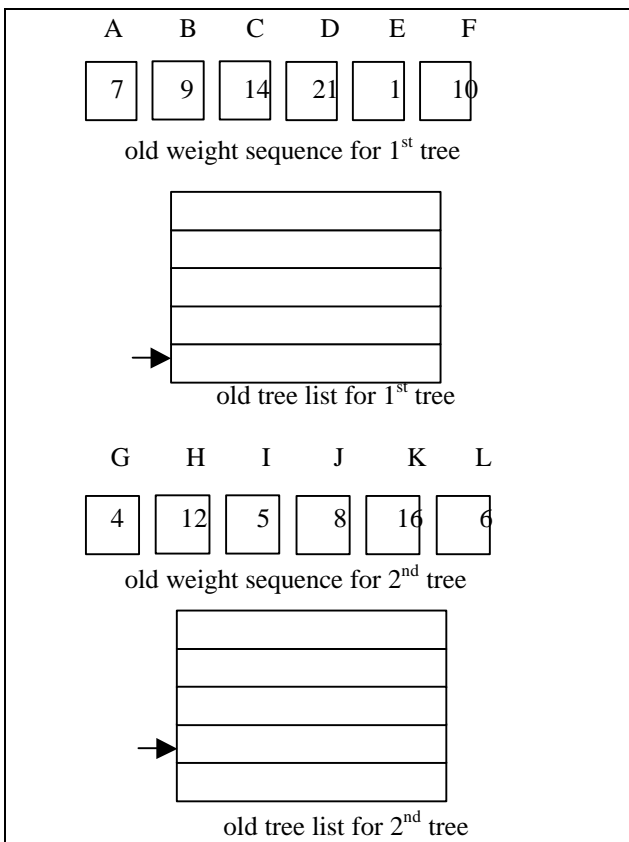 A B C D E F
7 9 14 21 1 10
old weight sequence for 1st tree
old tree list for 1st tree
G H I J K L
4 12 5 8 16 6
old weight sequence for 2nd tree
old tree list for 2nd tree